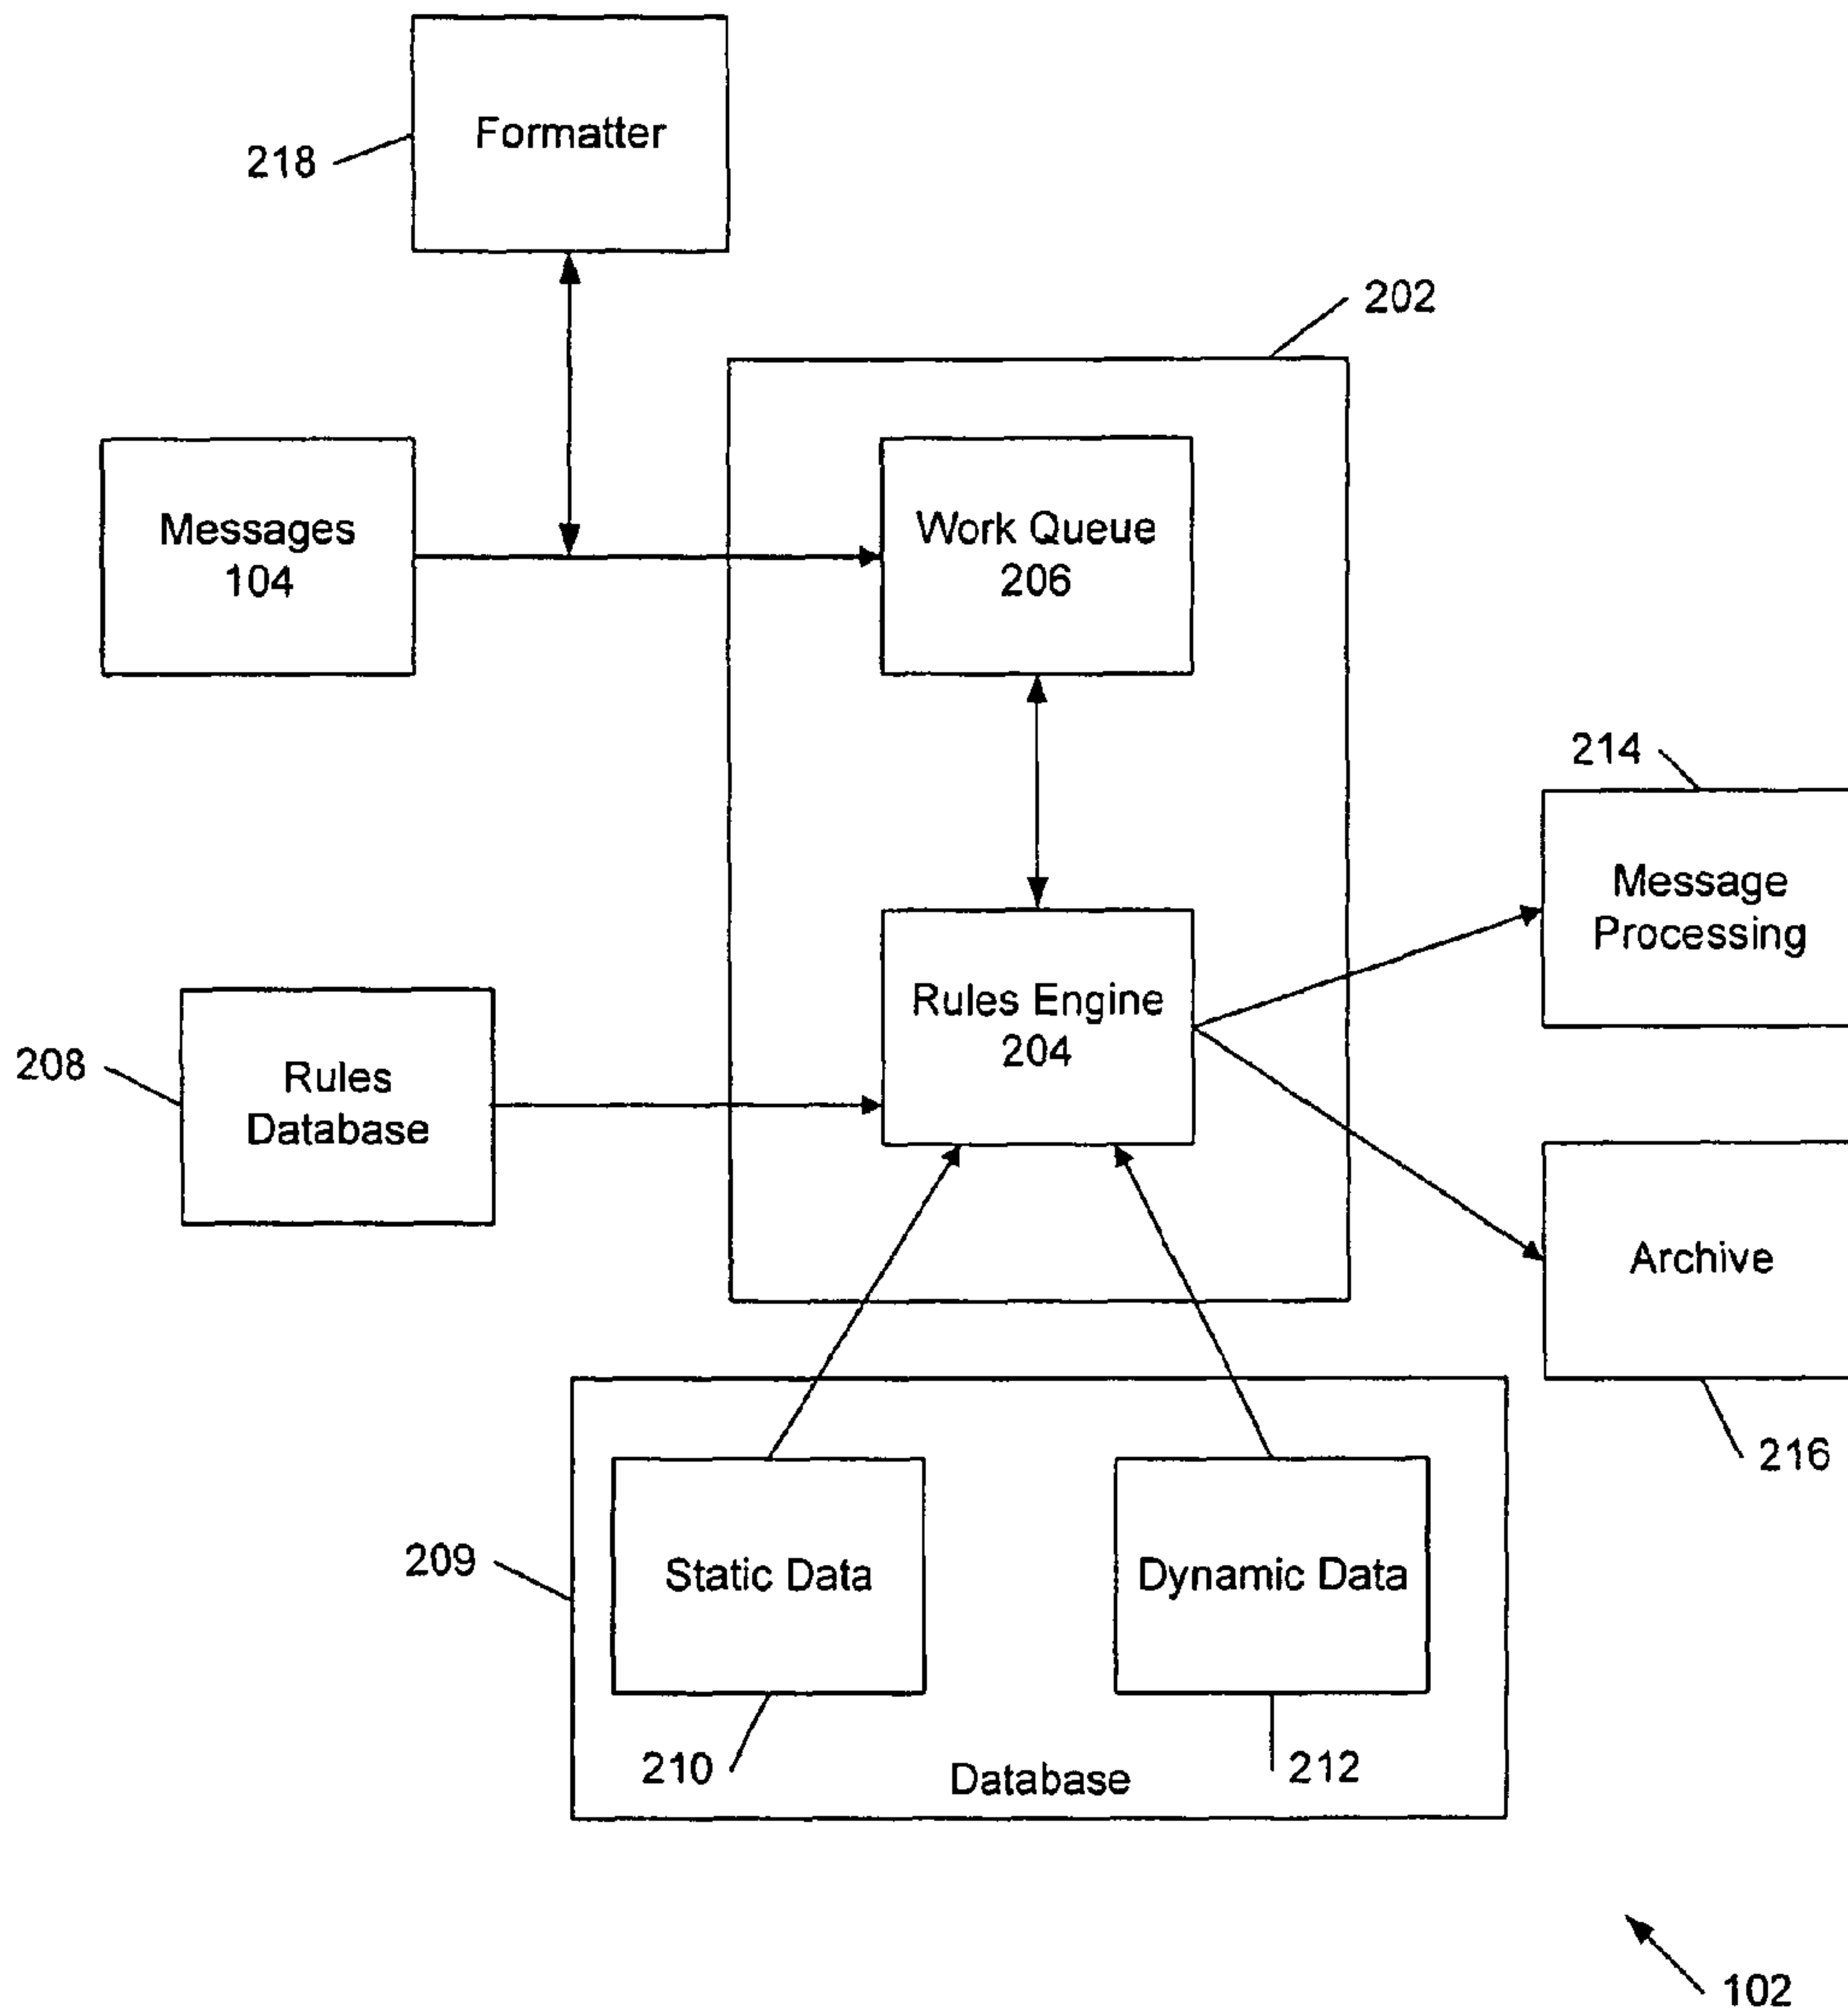 Formatter
218
202
Messages
104
Work Queue
206
214
Message
Processing
Rules Engine
204
208
Rules
Database
Archive
216
209
Static Data
Dynamic Data
210
212
Database
102